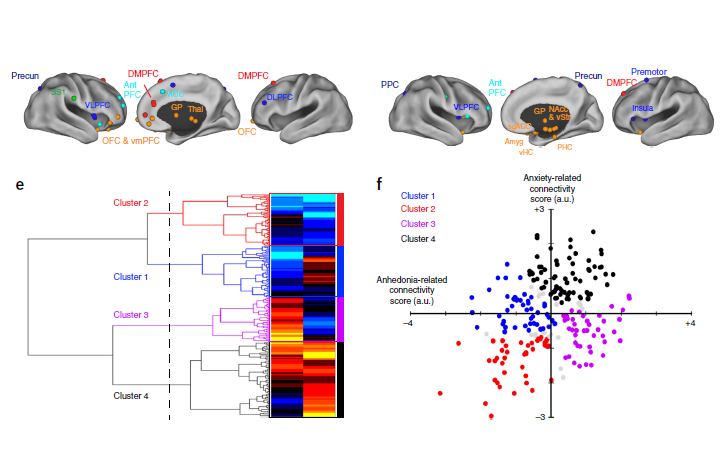 Precun
SS1
VLPFC
Ant
PFC
OFC & vmPFC
DMPFC
GP
Thal
DMPFC
DLPFC
OFC
PPC
Ant
PFC
VLPFC
Precun
GP
NAcc
& vStr
Amyg
vHC
PHC
Premotor
DMPFC
Insula
e
Cluster 2
Cluster 1
Cluster 3
Cluster 4
f
Cluster 1
Cluster 2
Cluster 3
Cluster 4
Anxiety-related
connectivity
score (a.u.)
+3
Anhedonia-related
connectivity
score (a.u.)
−4
+4
−3